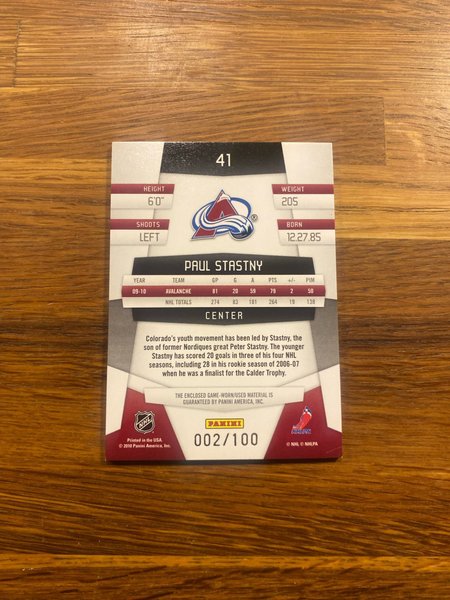 41
HEIGHT
6'0"
WEIGHT
205
SHOOTS
LEFT
BORN
12.27.85
PAUL STASTNY
YEAR TEAM GP G A PTS +/- PIM
09-10 AVALANCHE 81 20 59 79 2 50
NHL TOTALS 274 83 181 264 19 138
CENTER
Colorado's youth movement has been led by Stastny, the
son of former Nordiques great Peter Stastny. The younger
Stastny has scored 20 goals in three of his four NHL
seasons, including 28 in his rookie season of 2006-07
when he was a finalist for the Calder Trophy.
THE ENCLOSED GAME-WORN/USED MATERIAL IS
GUARANTEED BY PANINI AMERICA, INC.
PANINI
002/100
NHL
Printed in the USA.
© 2010 Panini America, Inc.
© NHL © NHLPA